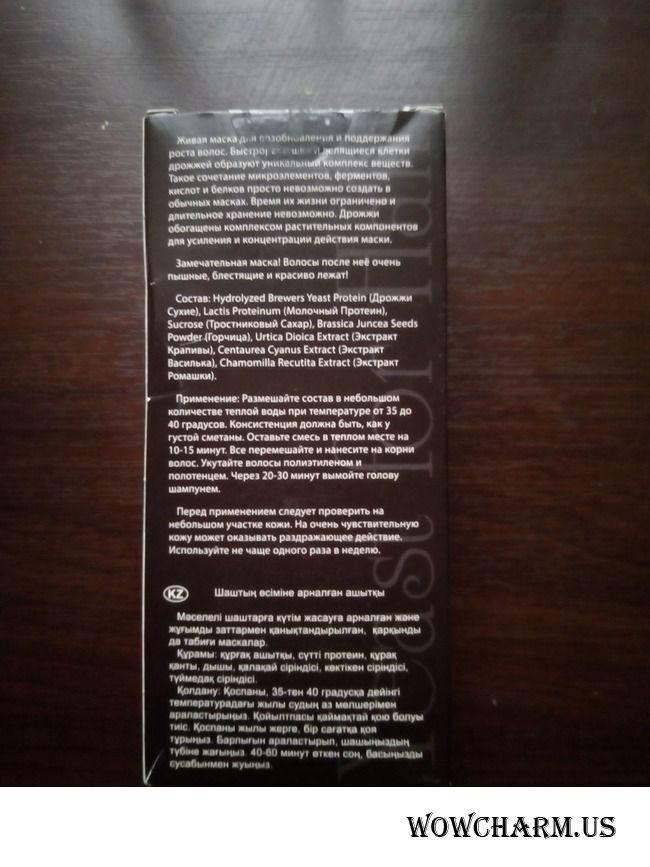 Живая маска для возобновления и поддержания
роста волос. делящиеся клетки
дрожжей образуют уникальный комплекс веществ.
Такое сочетание микроэлементов, ферментов,
кислот и белков просто невозможно создать в
обычных масках. Время их жизни ограничено и
длительное хранение невозможно. Дрожжи
обогащены комплексом растительных компонентов
для усиления и концентрации действия маски.
Замечательная маска! Волосы после неё очень
пышные, блестящие и красиво лежат!
Состав: Hydrolyzed Brewers Yeast Protein (Дрожжи
Сухие), Lactis Proteinum (Молочный Протеин),
Sucrose (Тростниковый Сахар), Brassica Juncea Seeds
Powder (Горчица), Urtica Dioica Extract (Экстракт
Крапивы), Centaurea Cyanus Extract (Экстракт
Василька), Chamomilla Recutita Extract (Экстракт
Ромашки).
Применение: Размешайте состав в небольшом
количестве теплой воды при температуре от 35 до
40 градусов. Консистенция должна быть, как у
густой сметаны. Оставьте смесь в теплом месте на
10-15 минут. Все перемешайте и нанесите на корни
волос. Укутайте волосы полиэтиленом и
полотенцем. Через 20-30 минут вымойте голову
шампунем.
Перед применением следует проверить на
небольшом участке кожи. На очень чувствительную
кожу может оказывать раздражающее действие.
Используйте не чаще одного раза в неделю.
KZ Шаштың өсіміне арналған ашытқы
Мәселелі шаштарға күтім жасауға арналған және
жұғымды заттармен қанықтандырылған, қарқынды
да табиғи маскалар.
Құрамы: құрғақ ашытқы, сүтті протеин, құрақ
қанты, дышы, қалақай сіріндісі, көктікен сіріндісі,
түймедақ сіріндісі.
Қолдану: Қоспаны, 35-тен 40 градусқа дейінгі
температурадағы жылы судың аз мөлшерімен
араластырыңыз. Қойылтпасы қаймақтай қою болуы
тиіс. Қоспаны жылы жерге, бір сағатқа қоя
тұрыңыз. Барлығын араластырып, шашыңыздың
түбіне жағыңыз. 40-60 минут өткен соң, басыңызды
сусабынмен жуыңыз.
Yeast for Hair
WOWCHARM.US